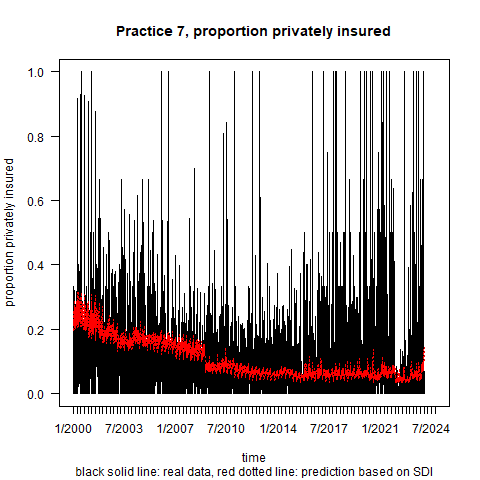 Practice 7, proportion privately insured
proportion privately insured
1.0
0.8
0.6
0.4
0.2
0.0
1/2000 7/2003 1/2007 7/2010 1/2014 7/2017 1/2021 7/2024
time
black solid line: real data, red dotted line: prediction based on SDI